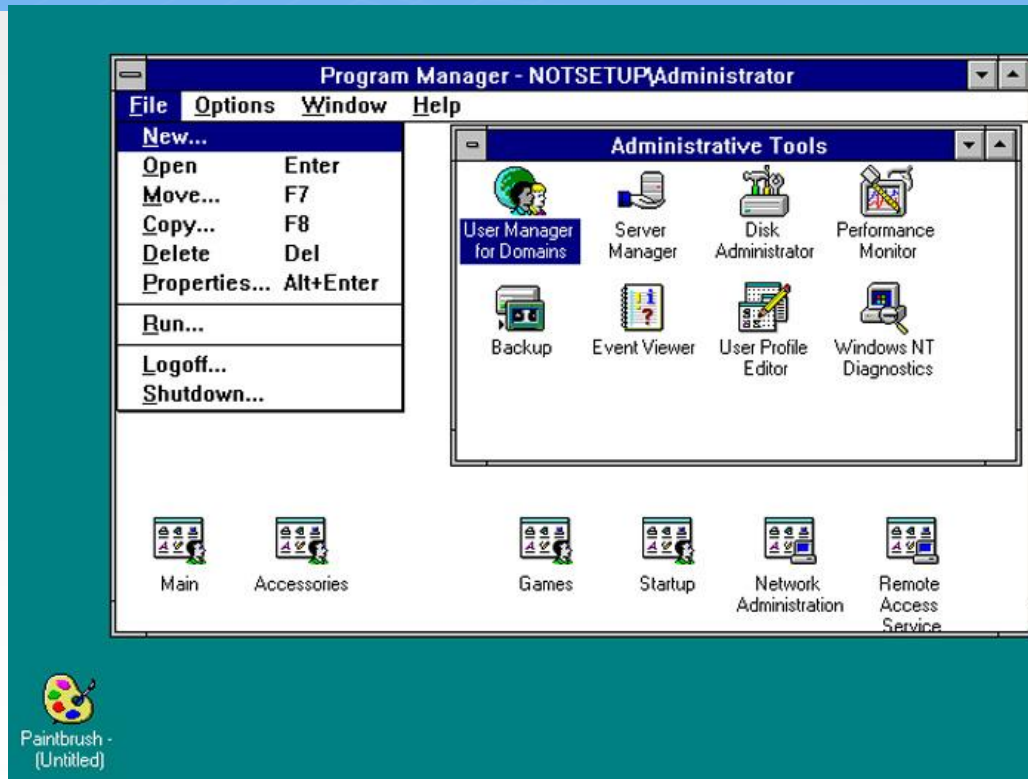 Program Manager - NOTSETUP\Administrator
File Options Window Help
New...
Open Enter
Move... F7
Copy... F8
Delete Del
Properties... Alt+Enter
Run...
Logoff...
Shutdown...
Administrative Tools
User Manager
for Domains
Server
Manager
Disk
Administrator
Performance
Monitor
Backup
Event Viewer
User Profile
Editor
Windows NT
Diagnostics
Main
Accessories
Games
Startup
Network
Administration
Remote
Access
Service
Paintbrush -
(Untitled)